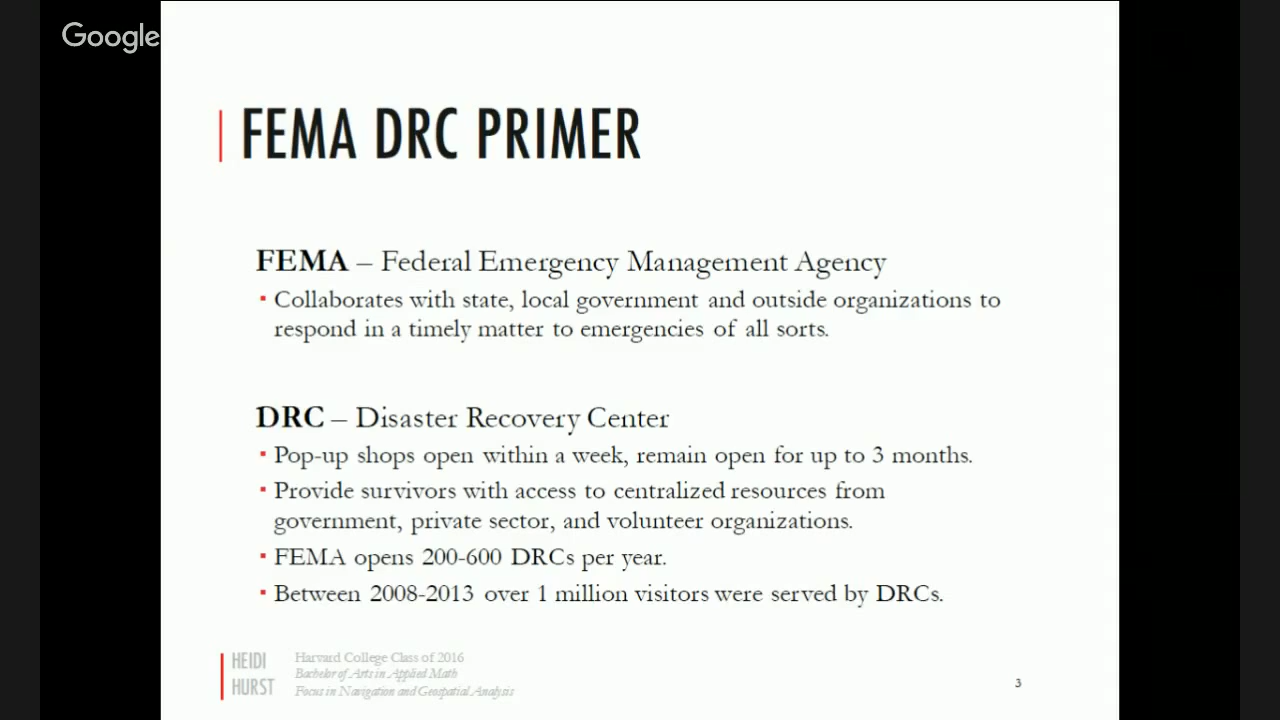 Google
FEMA DRC PRIMER
FEMA – Federal Emergency Management Agency
▪ Collaborates with state, local government and outside organizations to
respond in a timely matter to emergencies of all sorts.
DRC – Disaster Recovery Center
▪ Pop-up shops open within a week, remain open for up to 3 months.
▪ Provide survivors with access to centralized resources from
government, private sector, and volunteer organizations.
▪ FEMA opens 200-600 DRCs per year.
▪ Between 2008-2013 over 1 million visitors were served by DRCs.
HEIDI
HURST
Harvard College Class of 2016
Bachelor of Arts in Applied Math
Focus in Navigation and Geospatial Analysis
3